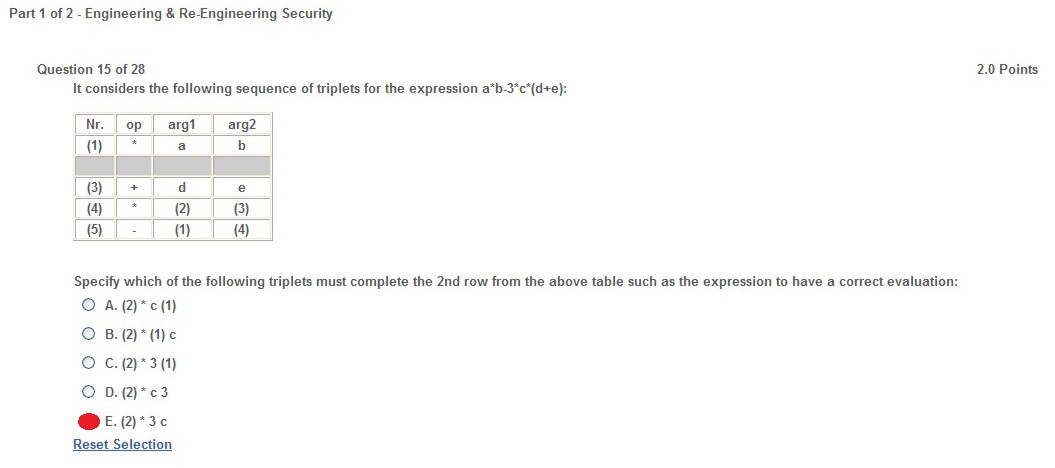 Part 1 of 2 - Engineering & Re-Engineering Security
Question 15 of 28 2.0 Points
It considers the following sequence of triplets for the expression a*b-3*c*(d+e):
Nr. op arg1 arg2
(1) * a b
(3) + d e
(4) * (2) (3)
(5) - (1) (4)
Specify which of the following triplets must complete the 2nd row from the above table such as the expression to have a correct evaluation:
A. (2) * c (1)
B. (2) * (1) c
C. (2) * 3 (1)
D. (2) * c 3
E. (2) * 3 c
Reset Selection